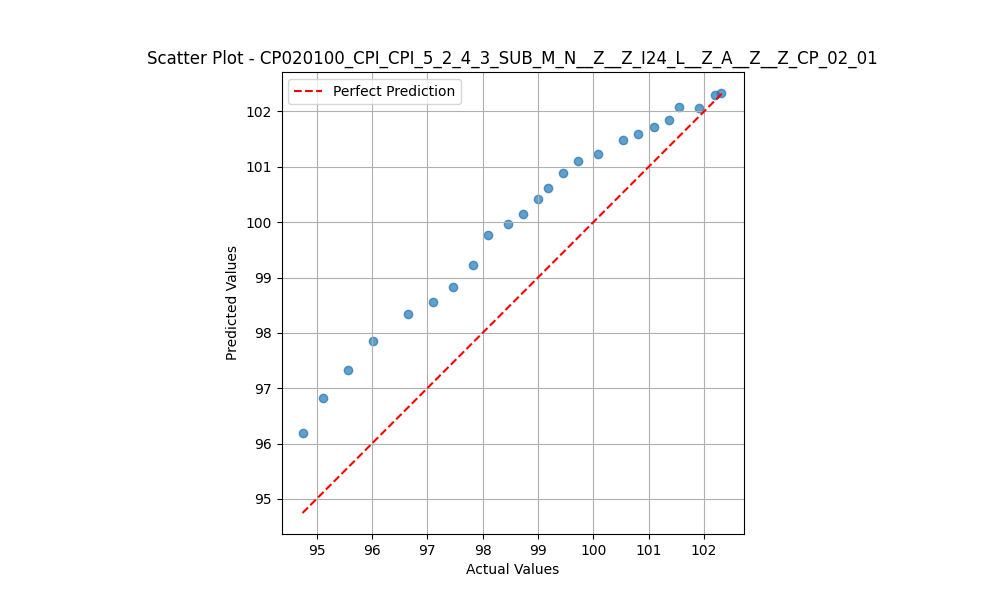 Scatter Plot - CP020100_CPI_CPI_5_2_4_3_SUB_M_N__Z__Z_I24_L__Z_A__Z__Z_CP_02_01
Perfect Prediction
102
101
100
99
98
97
96
95
Predicted Values
95 96 97 98 99 100 101 102
Actual Values